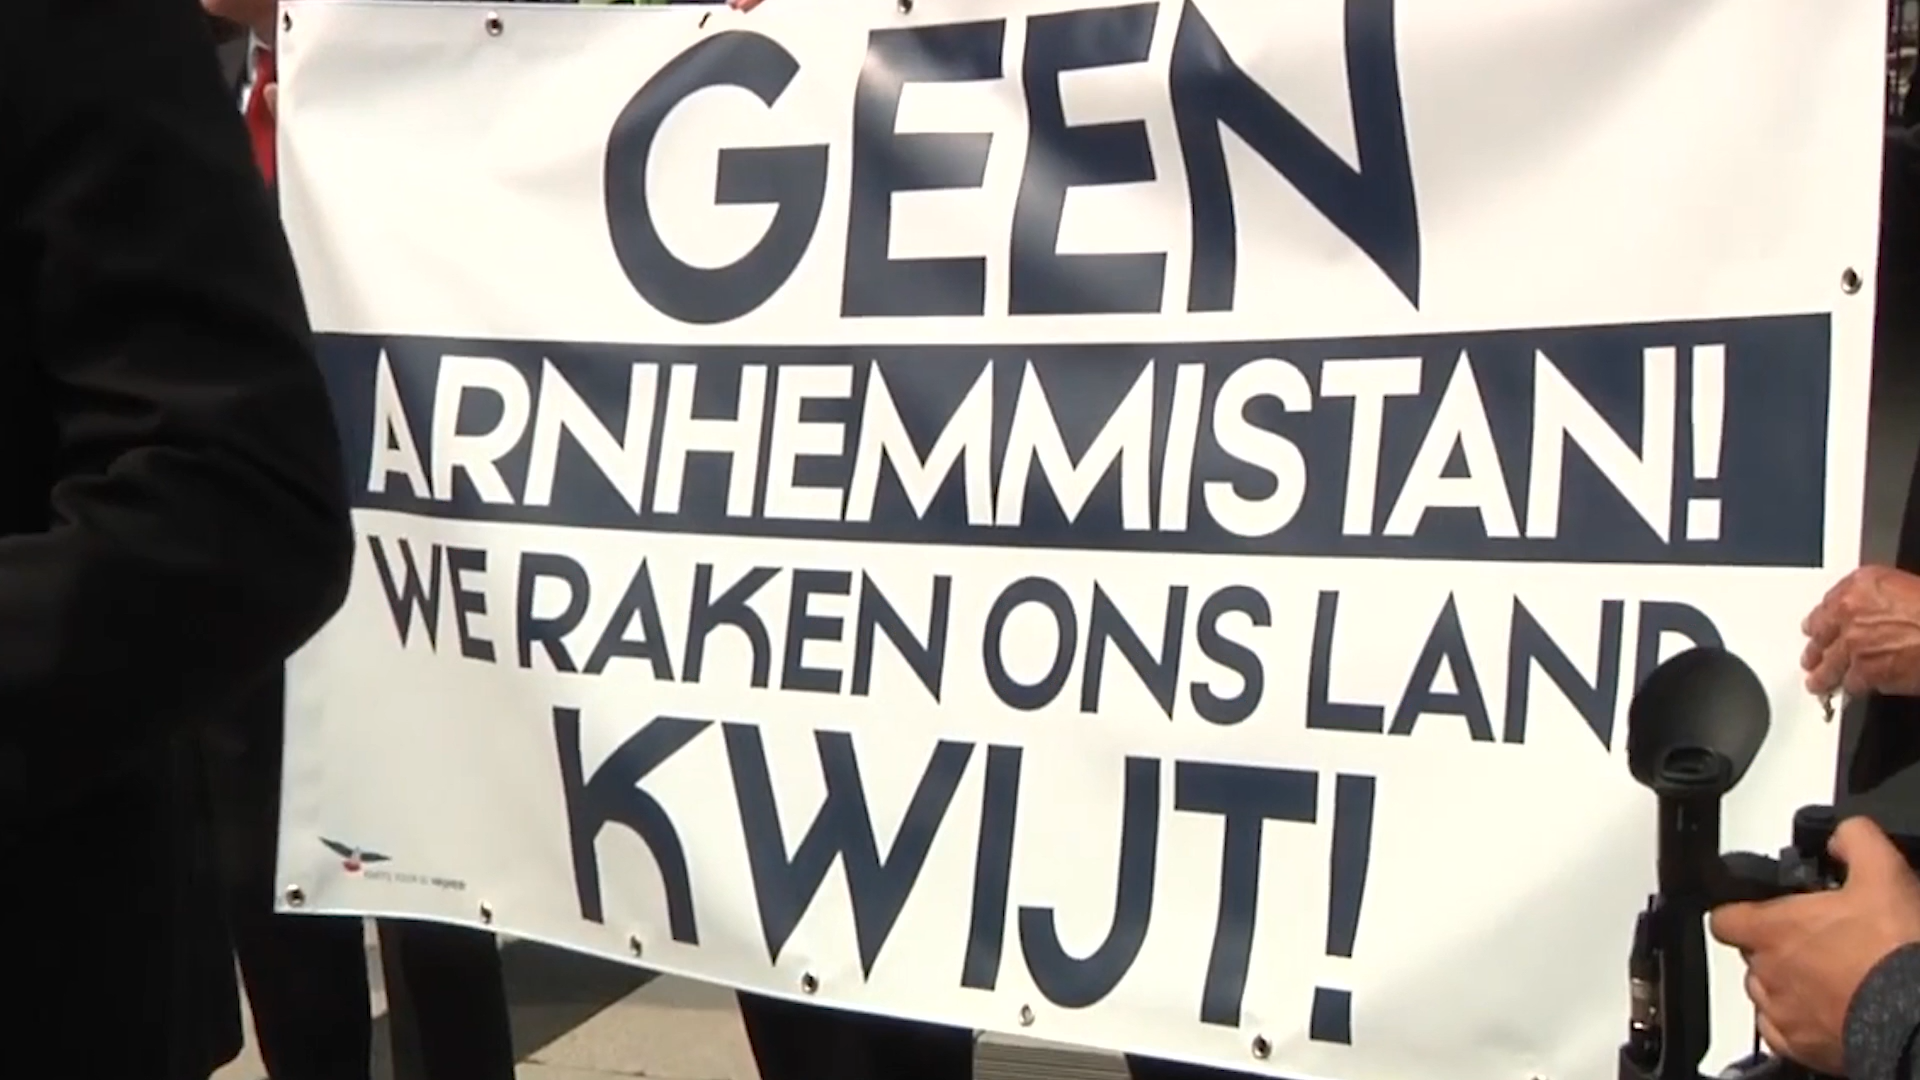 GEEN
ARNHEMMISTAN!
WE RAKEN ONS LAND
KWIJT!